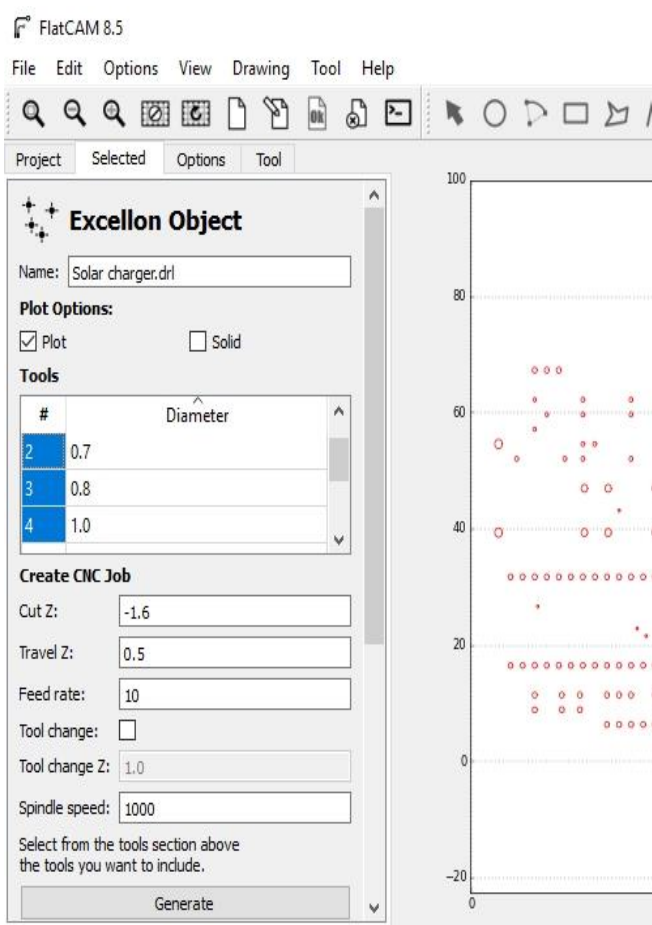 FlatCAM 8.5
File Edit Options View Drawing Tool Help
Ok
Project Selected Options Tool
Excellon Object
Name: Solar charger.drl
Plot Options:
Plot Solid
Tools
# Diameter
2 0.7
3 0.8
4 1.0
Create CNC Job
Cut Z: -1.6
Travel Z: 0.5
Feed rate: 10
Tool change:
Tool change Z: 1.0
Spindle speed: 1000
Select from the tools section above
the tools you want to include.
Generate
100
80
60
40
20
0
−20
0